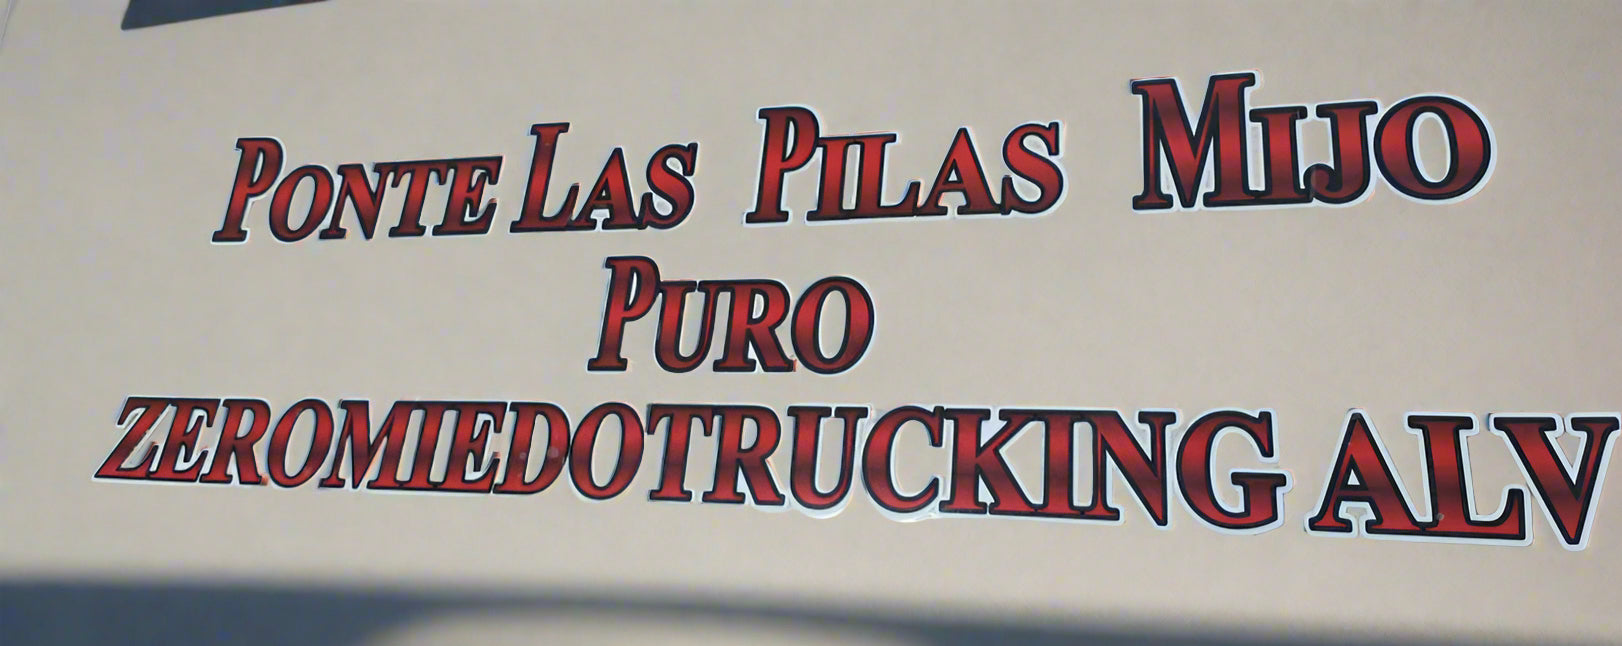 PONTE LAS PILAS MIJO
PURO
ZEROMIEDOTRUCKING ALV